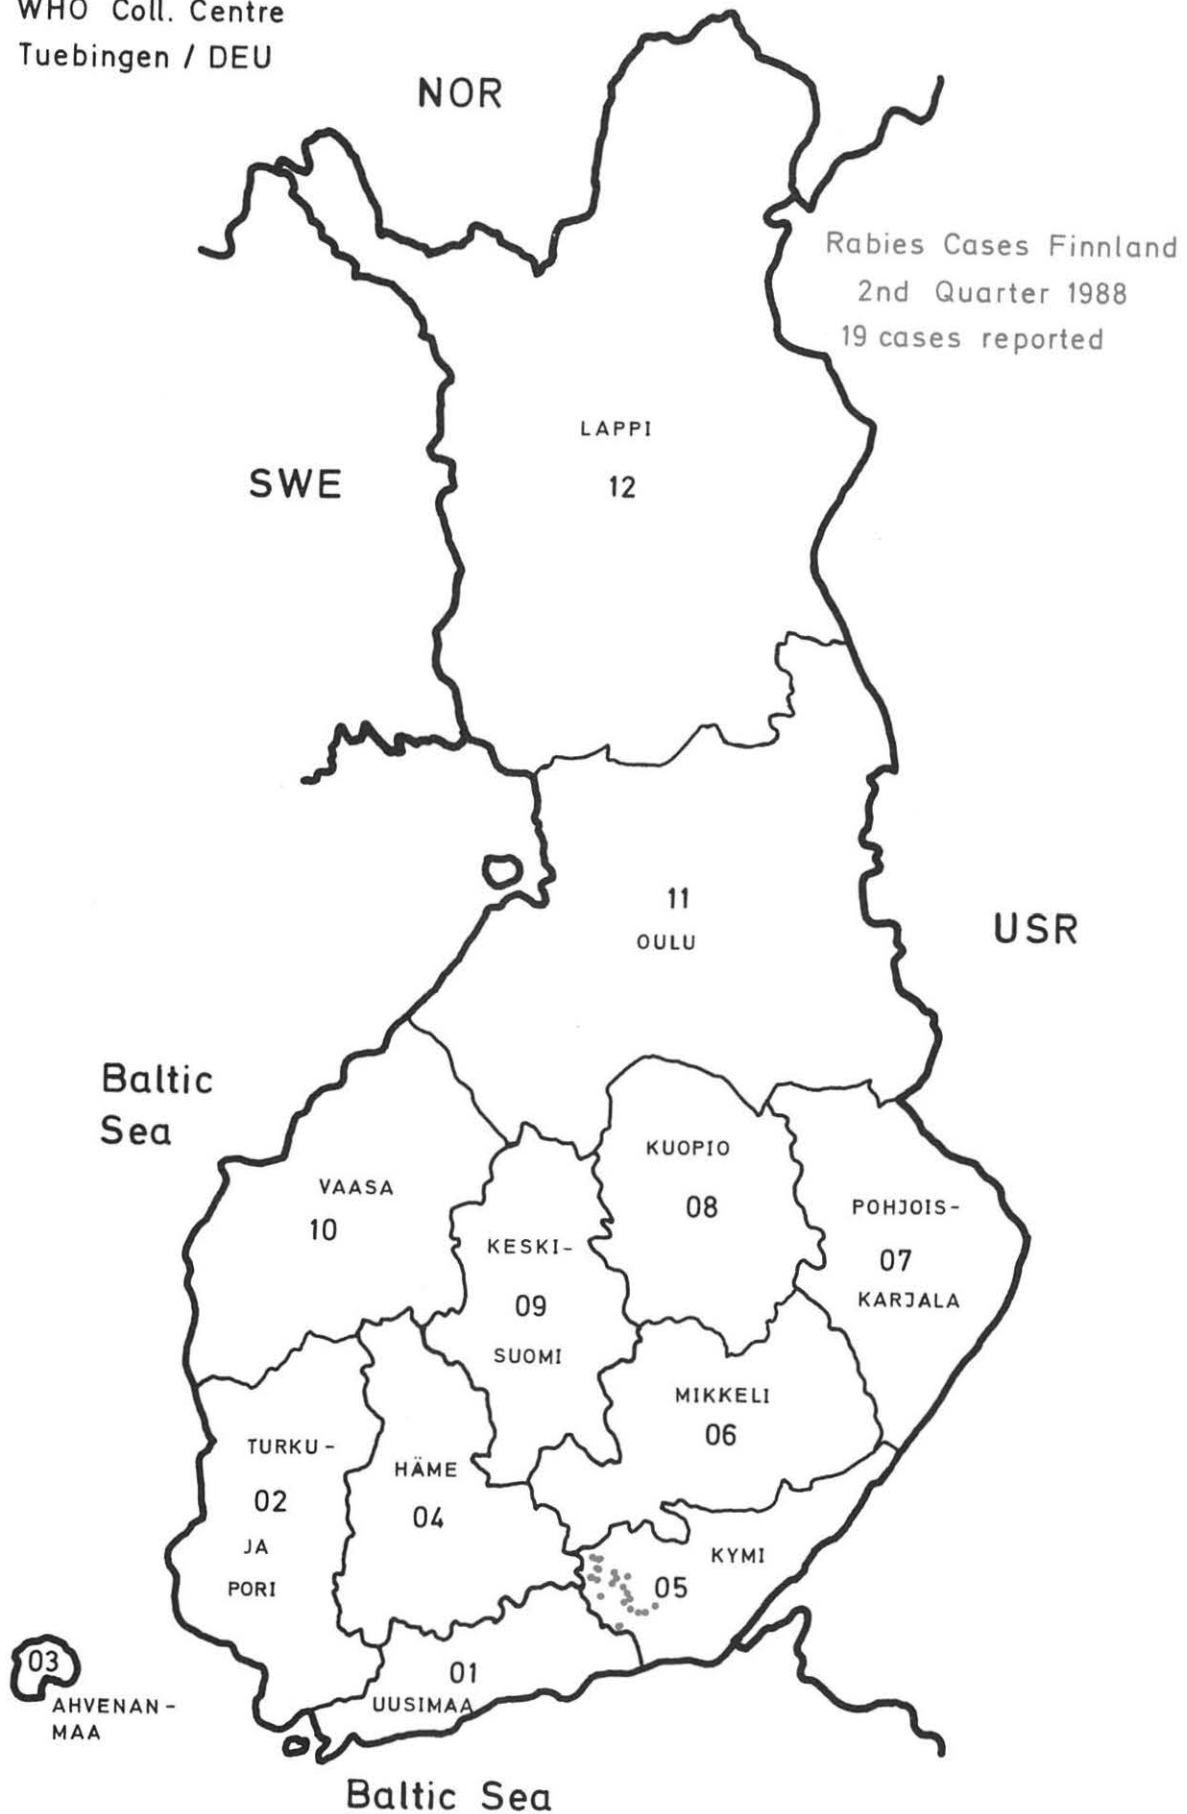 WHO Coll. Centre
Tuebingen / DEU
NOR
Rabies Cases Finnland
2nd Quarter 1988
19 cases reported
LAPPI
12
SWE
11
OULU
USR
Baltic
Sea
KUOPIO
08
VAASA
10
POHJOIS-
07
KARJALA
KESKI-
09
SUOMI
MIKKELI
06
TURKU-
02
JA
PORI
HÄME
04
KYMI
05
03
AHVENAN-
MAA
01
UUSIMAA
Baltic Sea